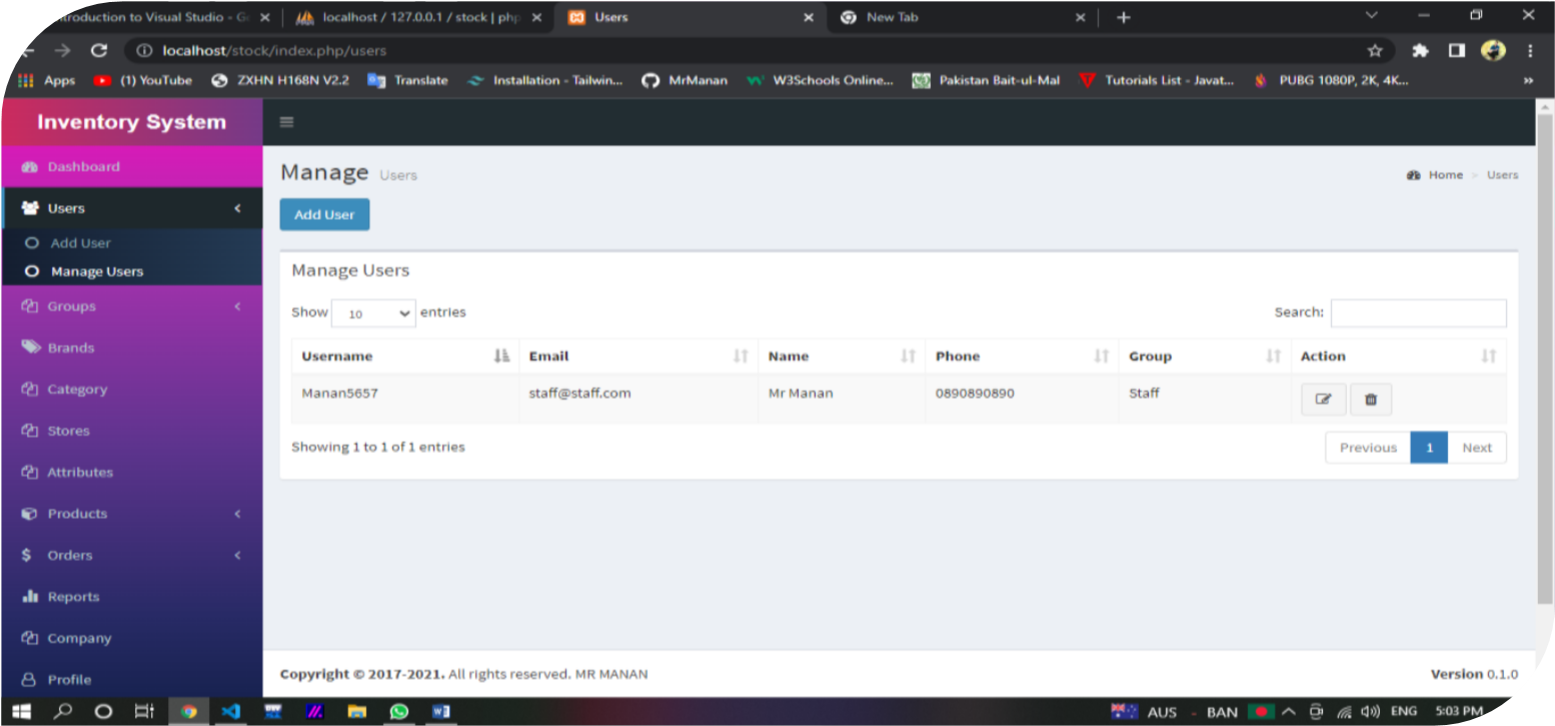 troduction to Visual Studio - G
localhost / 127.0.0.1 / stock | php
Users
New Tab
localhost/stock/index.php/users
Apps (1) YouTube ZXHN H168N V2.2 Translate Installation - Tailwin... MrManan W3Schools Online... Pakistan Bait-ul-Mal Tutorials List - Javat... PUBG 1080P, 2K, 4K... »
Inventory System
Dashboard
Users
Add User
Manage Users
Groups
Brands
Category
Stores
Attributes
Products
Orders
Reports
Company
Profile
Manage Users
Home > Users
Add User
Manage Users
Show 10 entries
Search:
Username Email Name Phone Group Action
Manan5657 staff@staff.com Mr Manan 0890890890 Staff
Showing 1 to 1 of 1 entries
Previous 1 Next
Copyright © 2017-2021. All rights reserved. MR MANAN
Version 0.1.0
AUS - BAN ENG 5:03 PM